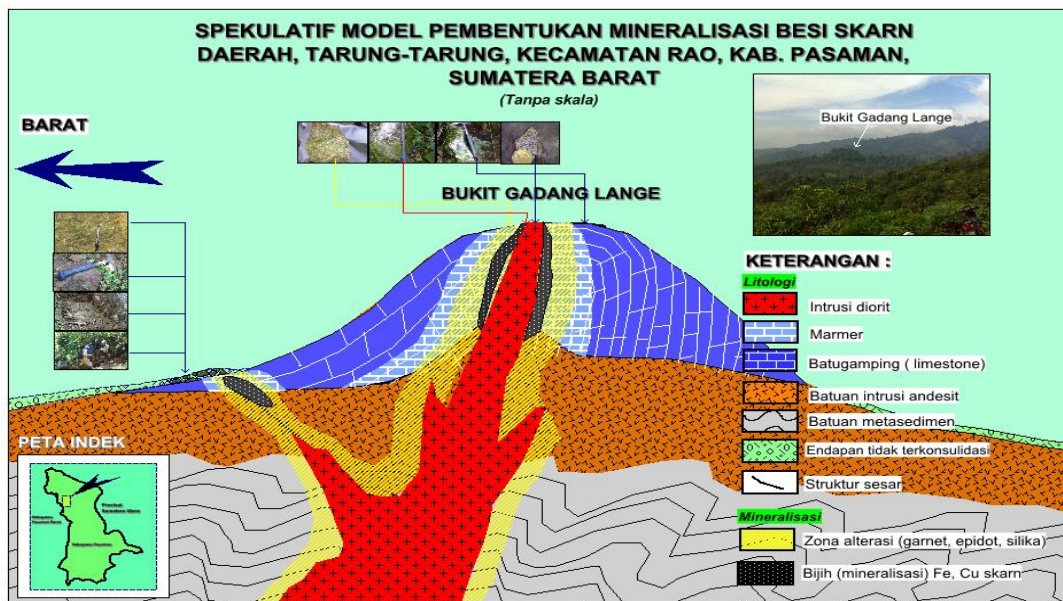 SPEKULATIF MODEL PEMBENTUKAN MINERALISASI BESI SKARN
DAERAH, TARUNG-TARUNG, KECAMATAN RAO, KAB. PASAMAN,
SUMATERA BARAT
(Tanpa skala)
BARAT
Bukit Gadang Lange
BUKIT GADANG LANGE
KETERANGAN :
Litologi
Intrusi diorit
Marmer
Batugamping ( limestone)
Batuan intrusi andesit
Batuan metasedimen
Endapan tidak terkonsulidasi
Struktur sesar
Mineralisasi
Zona alterasi (garnet, epidot, silika)
Bijih (mineralisasi) Fe, Cu skarn
PETA INDEK